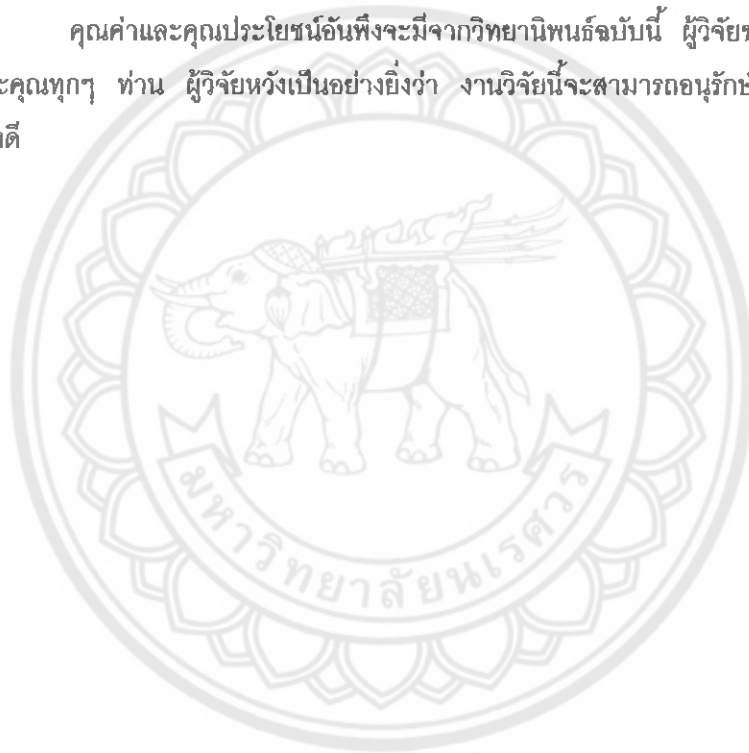 คุณค่าและคุณประโยชน์อันพึงจะมีจากวิทยานิพนธ์ฉบับนี้ ผู้วิจัยข
ะคุณทุกๆ ท่าน ผู้วิจัยหวังเป็นอย่างยิ่งว่า งานวิจัยนี้จะสามารถอนุรักษ์
งดี
มหาวิทยาลัยนเรศวร